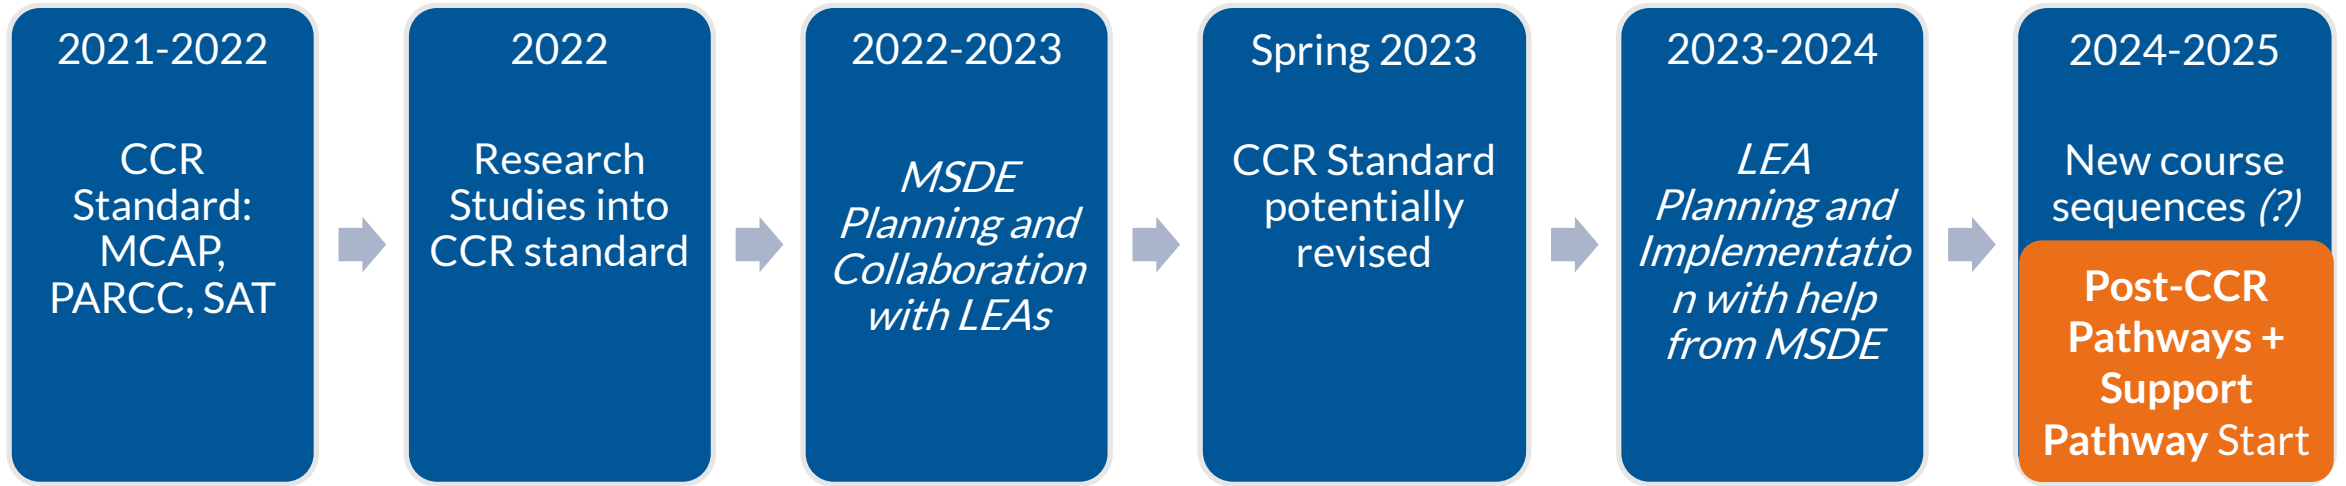 2021-2022
CCR
Standard:
MCAP,
PARCC, SAT
2022
Research
Studies into
CCR standard
2022-2023
MSDE
Planning and
Collaboration
with LEAs
Spring 2023
CCR Standard
potentially
revised
2023-2024
LEA
Planning and
Implementatio
n with help
from MSDE
2024-2025
New course
sequences (?)
Post-CCR
Pathways +
Support
Pathway Start